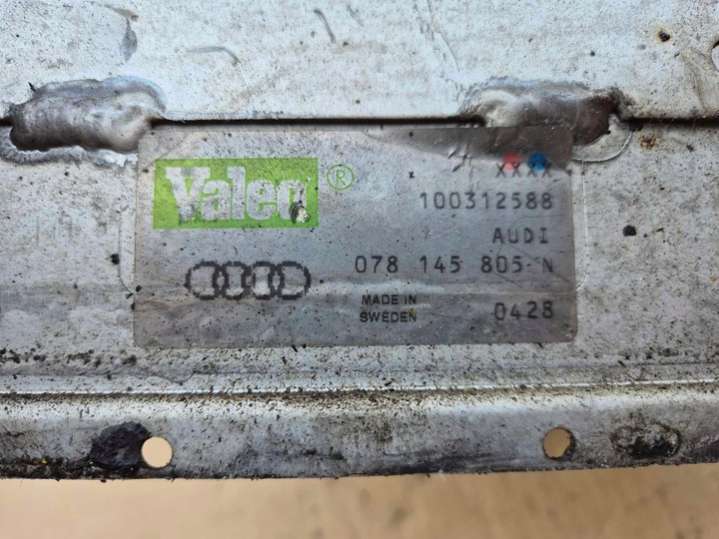 Valeo ®
XXXX
100312588
AUDI
078 145 805 N
MADE IN
SWEDEN
0428